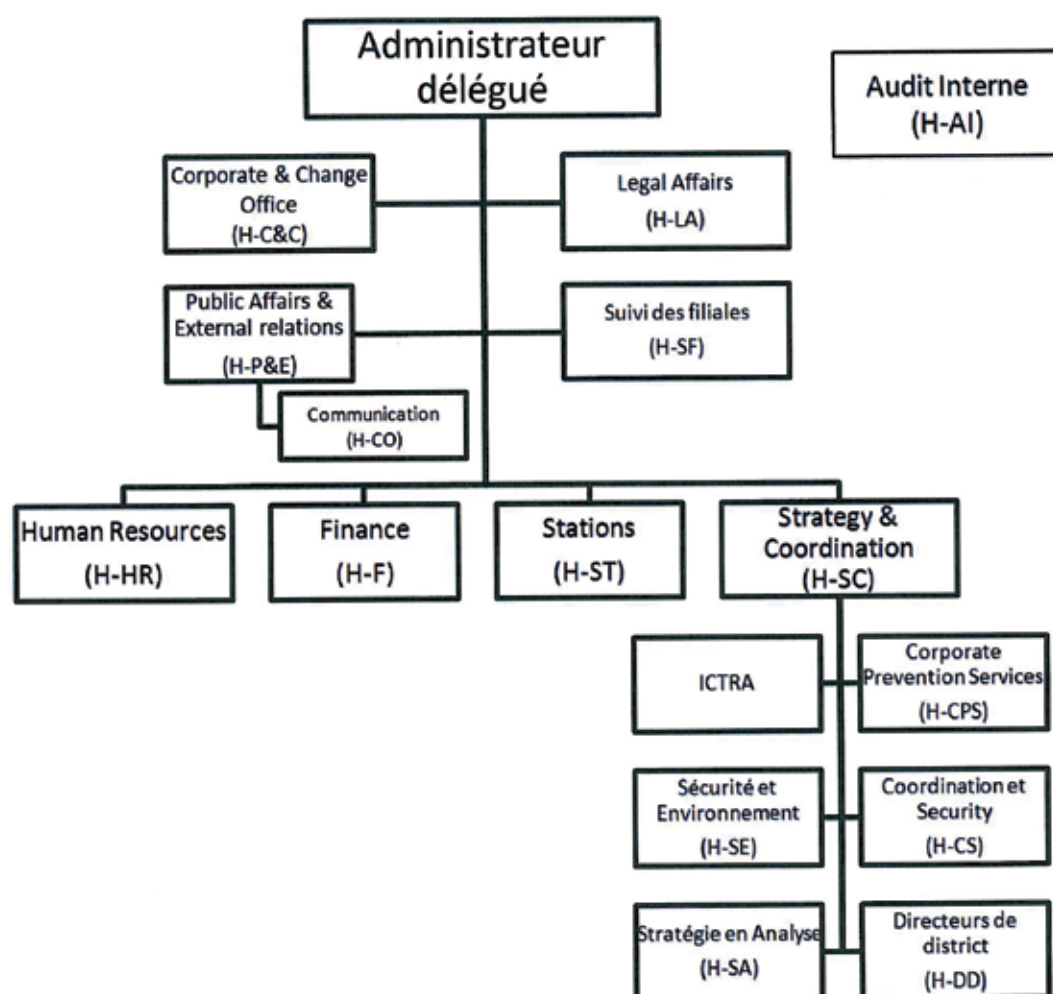 Administrateur
délégué
Audit Interne
(H-AI)
Corporate & Change
Office
(H-C&C)
Legal Affairs
(H-LA)
Public Affairs &
External relations
(H-P&E)
Suivi des filiales
(H-SF)
Communication
(H-CO)
Human Resources
(H-HR)
Finance
(H-F)
Stations
(H-ST)
Strategy &
Coordination
(H-SC)
ICTRA
Corporate
Prevention Services
(H-CPS)
Sécurité et
Environnement
(H-SE)
Coordination et
Security
(H-CS)
Stratégie en Analyse
(H-SA)
Directeurs de
district
(H-DD)